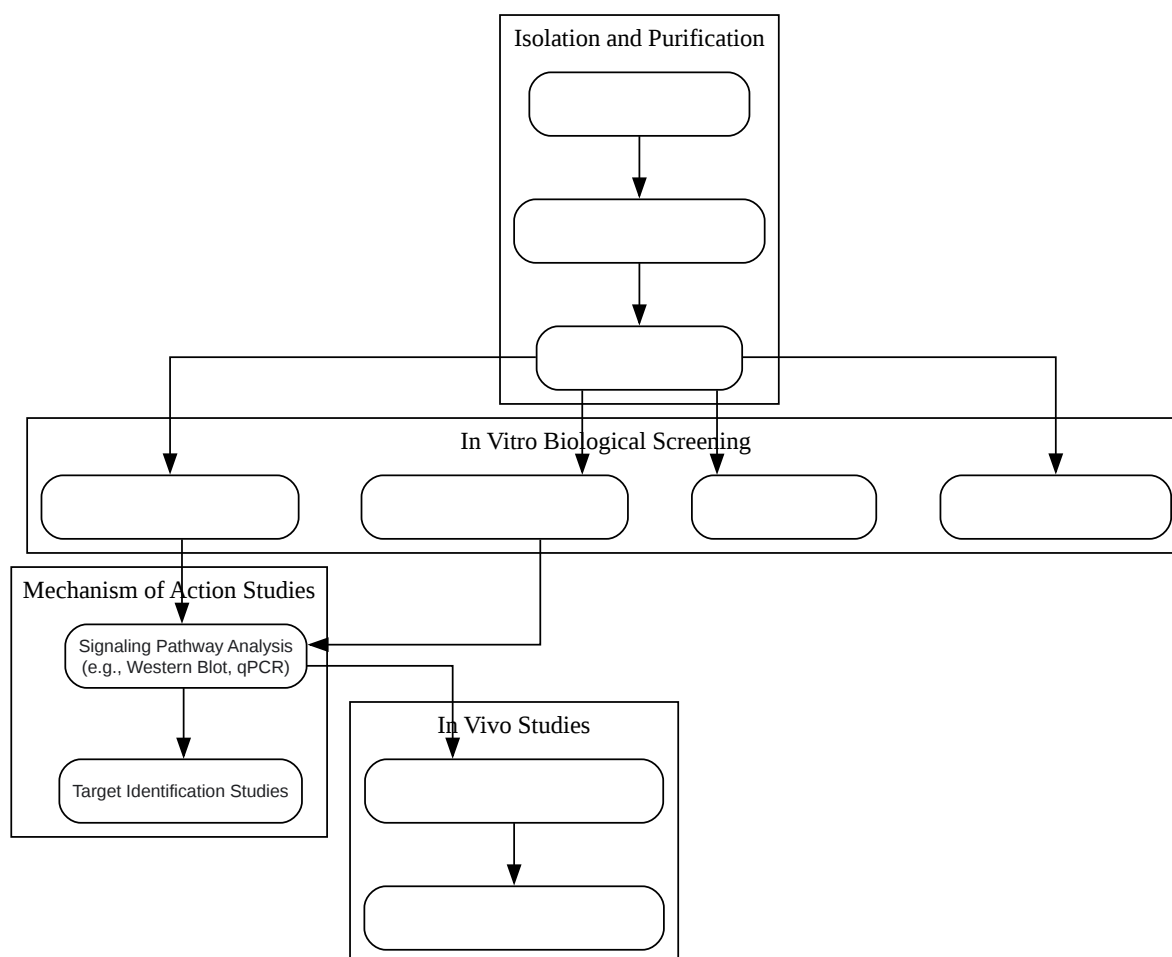 Isolation and Purification
In Vitro Biological Screening
Mechanism of Action Studies
Signaling Pathway Analysis
(e.g., Western Blot, qPCR)
In Vivo Studies
Target Identification Studies